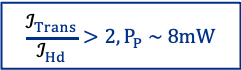 𝒥Trans / 𝒥Hd > 2, PP ~ 8mW